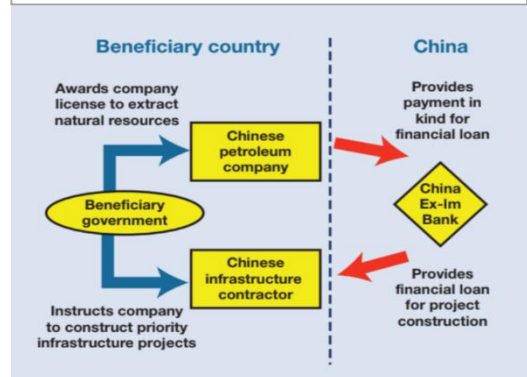 Beneficiary country
China
Awards company
license to extract
natural resources
Chinese
petroleum
company
Provides
payment in
kind for
financial loan
Beneficiary
government
China
Ex-Im
Bank
Chinese
infrastructure
contractor
Instructs company
to construct priority
infrastructure projects
Provides
financial loan
for project
construction